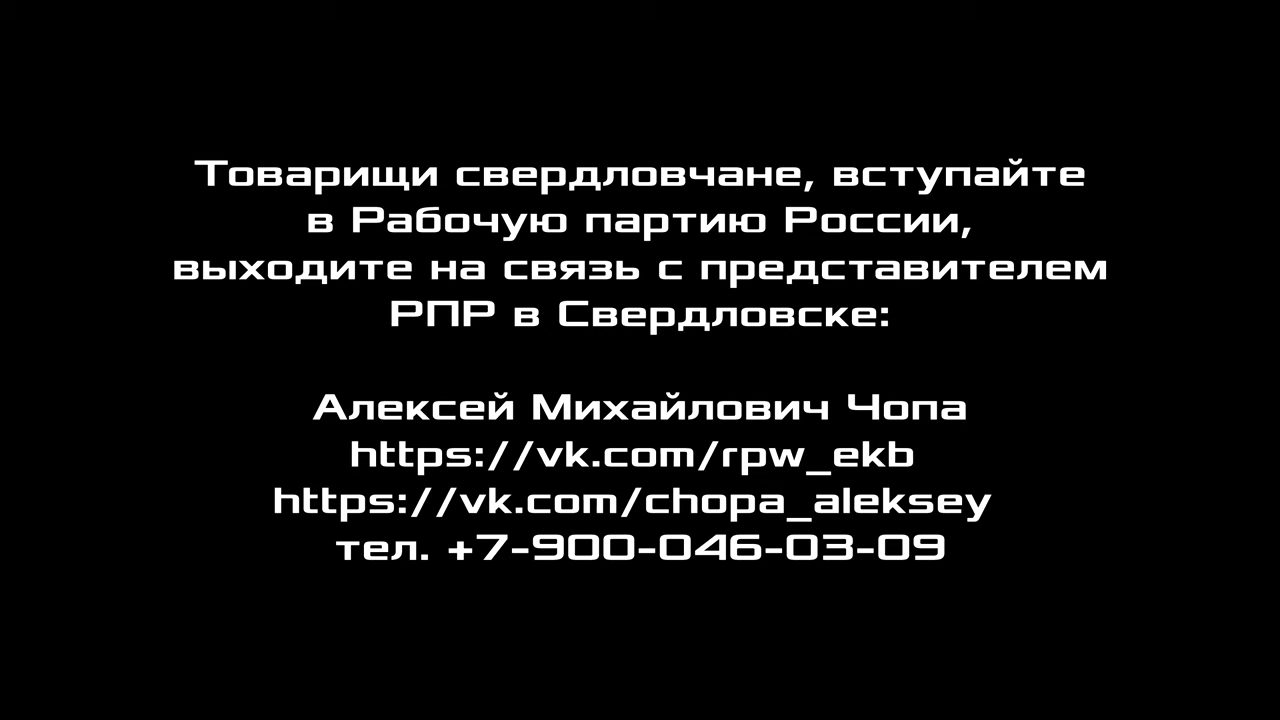 Товарищи свердловчане, вступайте
в Рабочую партию России,
выходите на связь с представителем
РПР в Свердловске:
Алексей Михайлович Чопа
https://vk.com/rpw_ekb
https://vk.com/chopa_aleksey
тел. +7-900-046-03-09